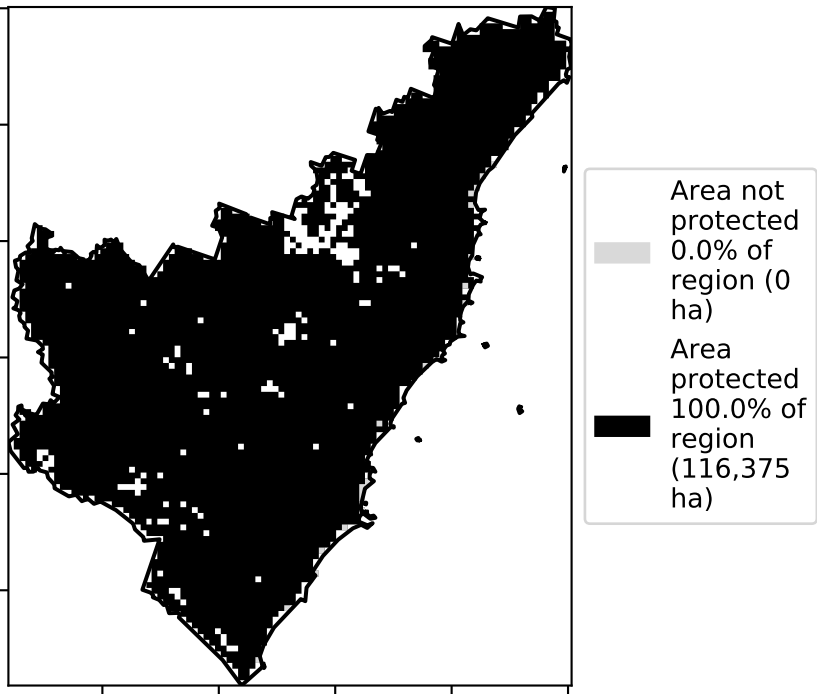 Area not
protected
0.0% of
region (0
ha)
Area
protected
100.0% of
region
(116,375
ha)